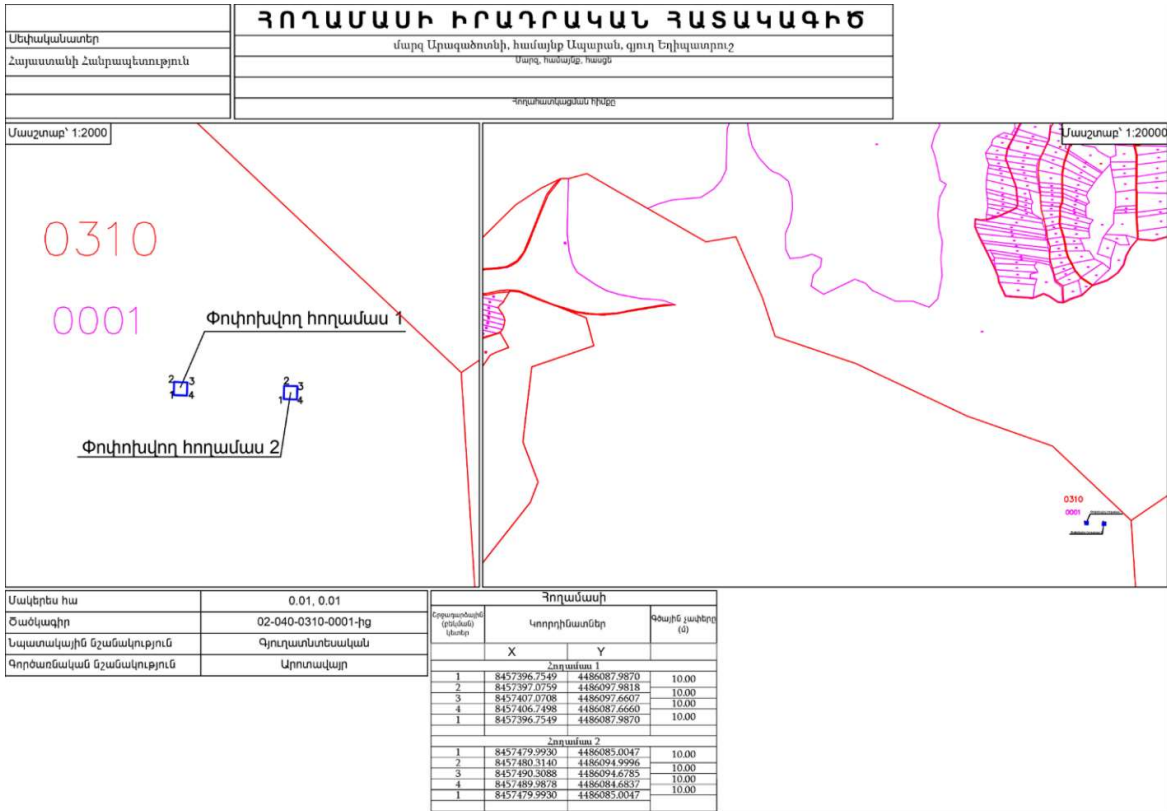 ՀՈՂԱՄԱՍԻ ԻՐԱԴՐԱԿԱՆ ՀԱՏԱԿԱԳԻԾ
Սեփականատեր
մարզ Արագածոտնի, համայնք Ապարան, գյուղ Եղիպատրուշ
Հայաստանի Հանրապետություն
Մարզ, համայնք, հասցե
Հողահատկացման հիմքը
Մասշտաբ՝ 1:2000
0310
0001
Փոփոխվող հողամաս 1
2 3
1 4
2 3
1 4
Փոփոխվող հողամաս 2
Մասշտաբ՝ 1:20000
0310
0001
Մակերես հա 0.01, 0.01
Ծածկագիր 02-040-0310-0001-ից
Նպատակային նշանակություն Գյուղատնտեսական
Գործառնական նշանակություն Արոտավայր
Հողամասի
Շրջադարձային (բեկման) կետեր Կոորդինատներ Գծային չափերը (մ)
X Y
Հողամաս 1
1 8457396.7549 4486087.9870 10.00
2 8457397.0759 4486097.9818 10.00
3 8457407.0708 4486097.6607 10.00
4 8457406.7498 4486087.6660 10.00
1 8457396.7549 4486087.9870
Հողամաս 2
1 8457479.9930 4486085.0047 10.00
2 8457480.3140 4486094.9996 10.00
3 8457490.3088 4486094.6785 10.00
4 8457489.9878 4486084.6837 10.00
1 8457479.9930 4486085.0047